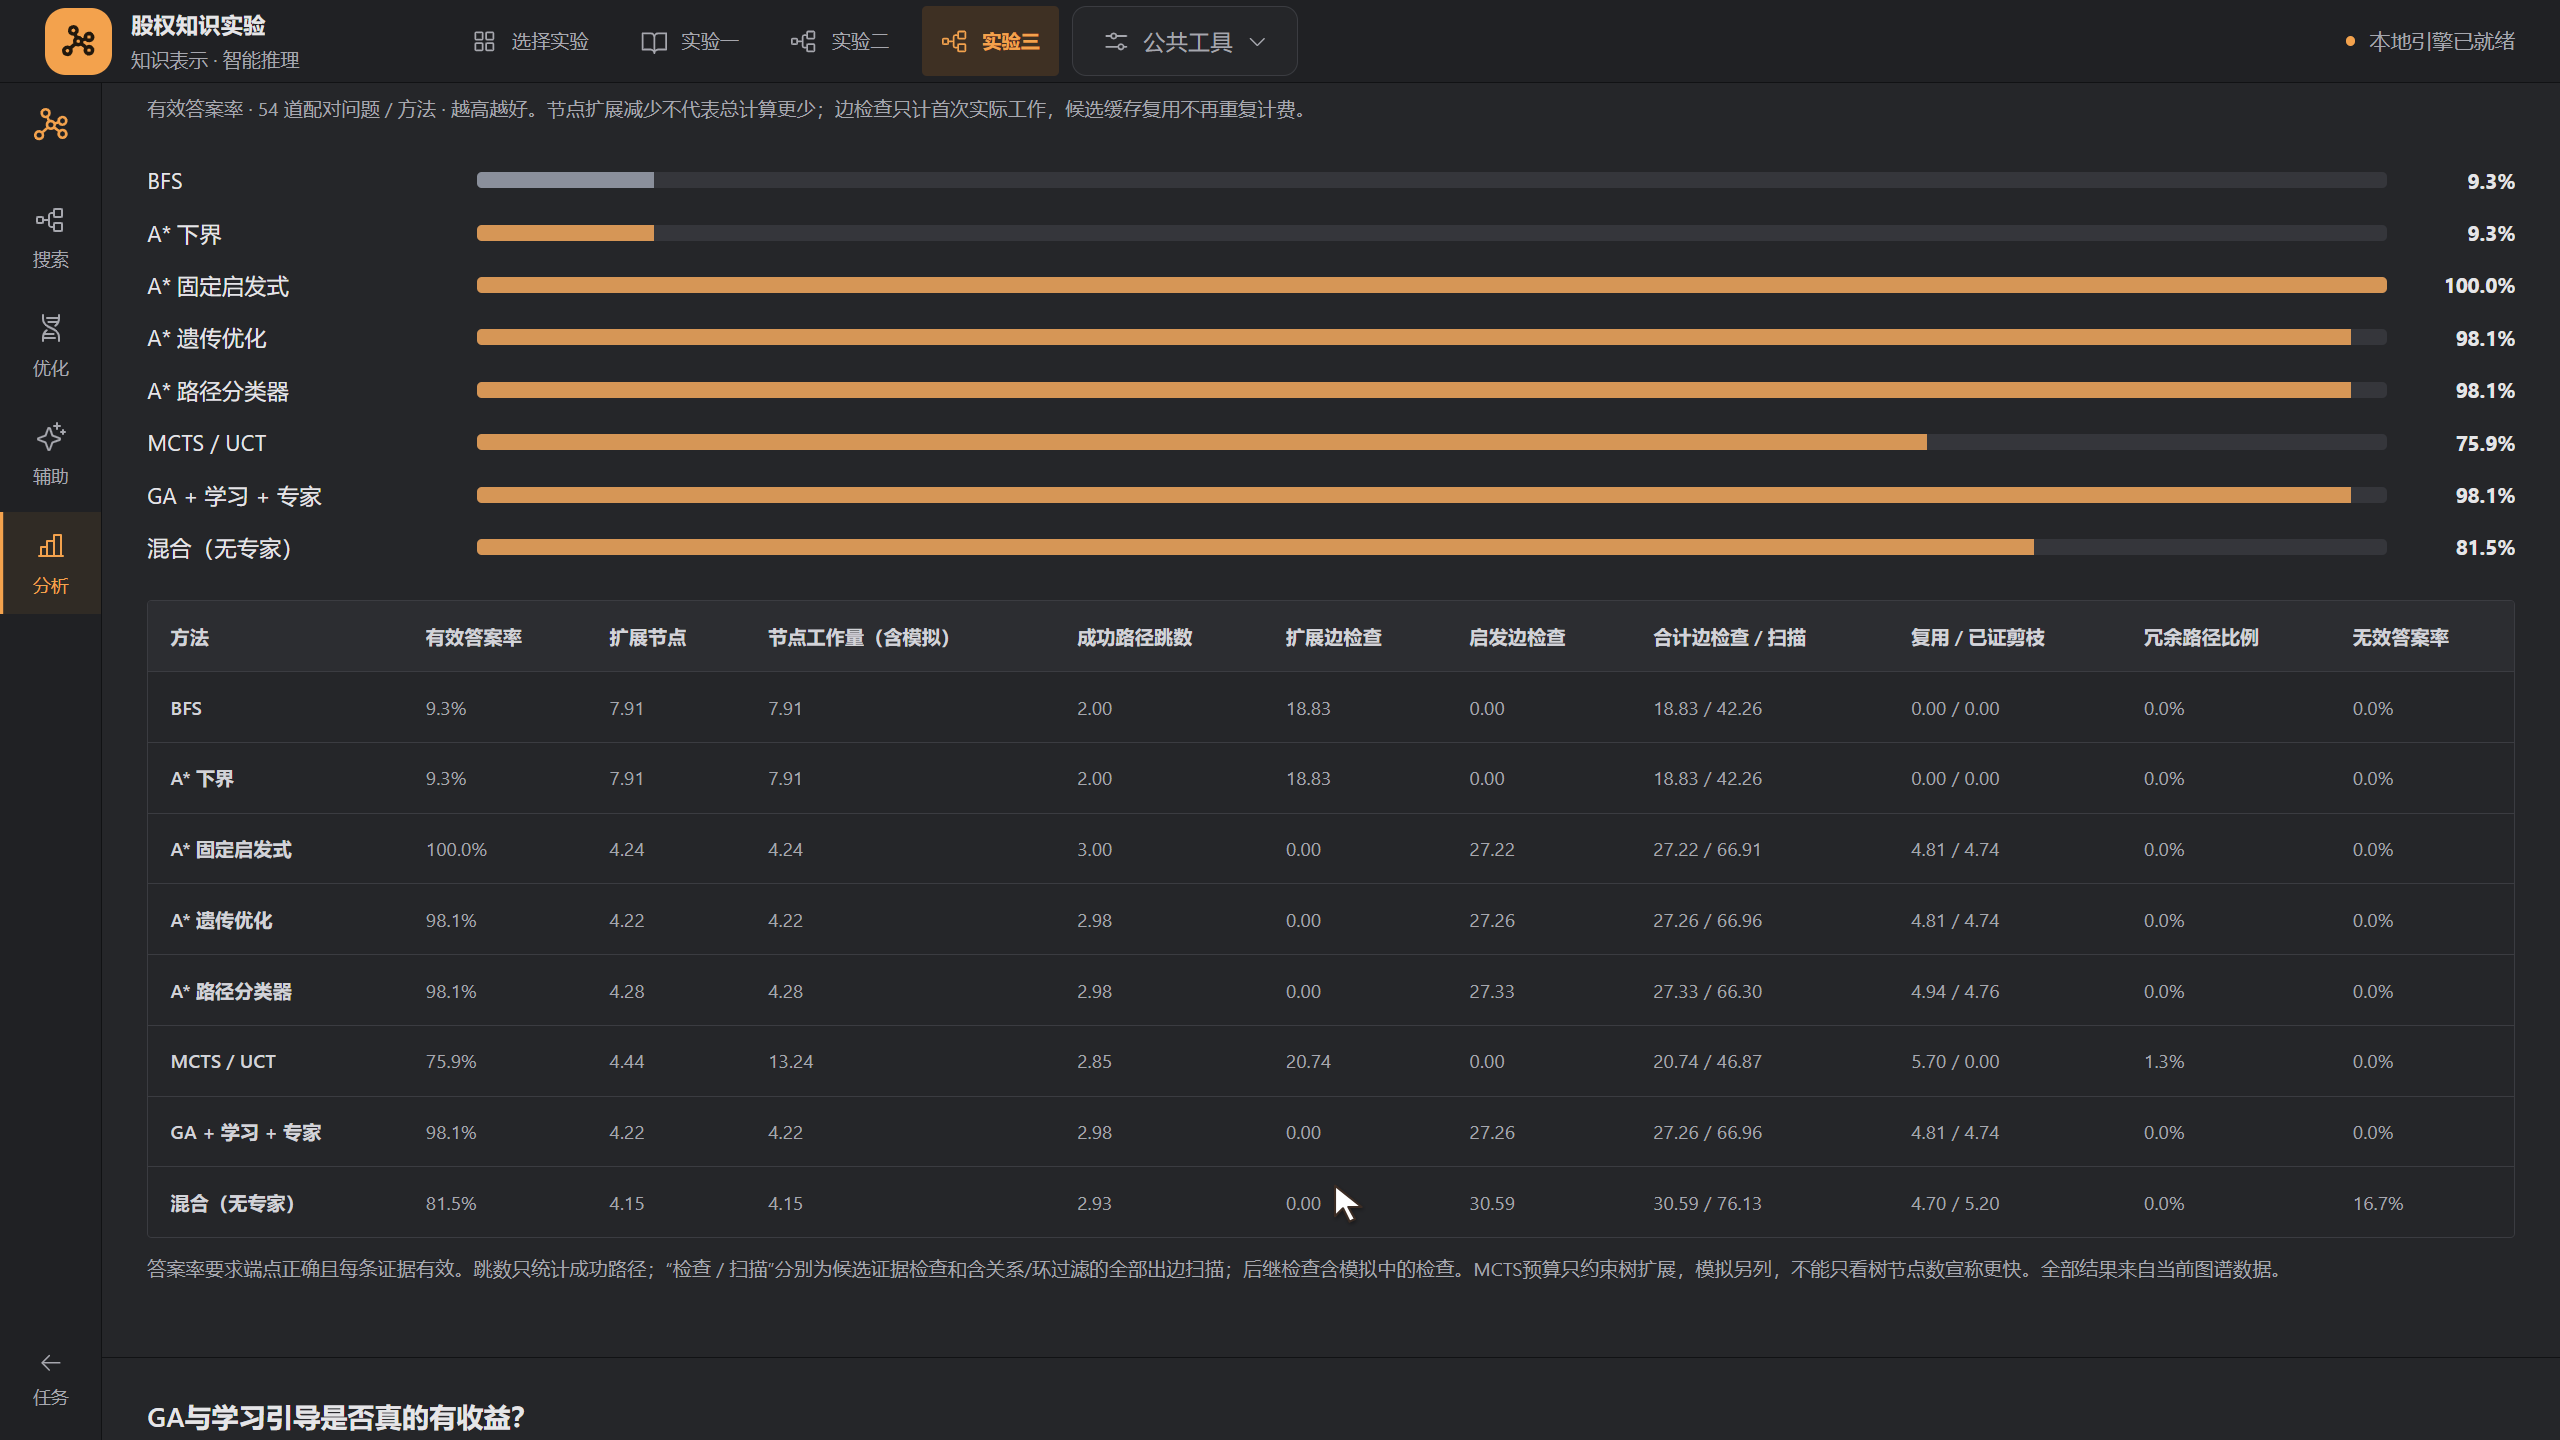 股权知识实验
知识表示 · 智能推理
选择实验
实验一
实验二
实验三
公共工具
本地引擎已就绪
搜索
优化
辅助
分析
任务
有效答案率 · 54 道配对问题 / 方法 · 越高越好。节点扩展减少不代表总计算更少；边检查只计首次实际工作，候选缓存复用不再重复计费。
BFS 9.3%
A* 下界 9.3%
A* 固定启发式 100.0%
A* 遗传优化 98.1%
A* 路径分类器 98.1%
MCTS / UCT 75.9%
GA + 学习 + 专家 98.1%
混合（无专家） 81.5%
方法 有效答案率 扩展节点 节点工作量（含模拟） 成功路径跳数 扩展边检查 启发边检查 合计边检查 / 扫描 复用 / 已证剪枝 冗余路径比例 无效答案率
BFS 9.3% 7.91 7.91 2.00 18.83 0.00 18.83 / 42.26 0.00 / 0.00 0.0% 0.0%
A* 下界 9.3% 7.91 7.91 2.00 18.83 0.00 18.83 / 42.26 0.00 / 0.00 0.0% 0.0%
A* 固定启发式 100.0% 4.24 4.24 3.00 0.00 27.22 27.22 / 66.91 4.81 / 4.74 0.0% 0.0%
A* 遗传优化 98.1% 4.22 4.22 2.98 0.00 27.26 27.26 / 66.96 4.81 / 4.74 0.0% 0.0%
A* 路径分类器 98.1% 4.28 4.28 2.98 0.00 27.33 27.33 / 66.30 4.94 / 4.76 0.0% 0.0%
MCTS / UCT 75.9% 4.44 13.24 2.85 20.74 0.00 20.74 / 46.87 5.70 / 0.00 1.3% 0.0%
GA + 学习 + 专家 98.1% 4.22 4.22 2.98 0.00 27.26 27.26 / 66.96 4.81 / 4.74 0.0% 0.0%
混合（无专家） 81.5% 4.15 4.15 2.93 0.00 30.59 30.59 / 76.13 4.70 / 5.20 0.0% 16.7%
答案率要求端点正确且每条证据有效。跳数只统计成功路径；“检查 / 扫描”分别为候选证据检查和含关系/环过滤的全部出边扫描；后继检查含模拟中的检查。MCTS预算只约束树扩展，模拟另列，不能只看树节点数宣称更快。全部结果来自当前图谱数据。
GA与学习引导是否真的有收益？